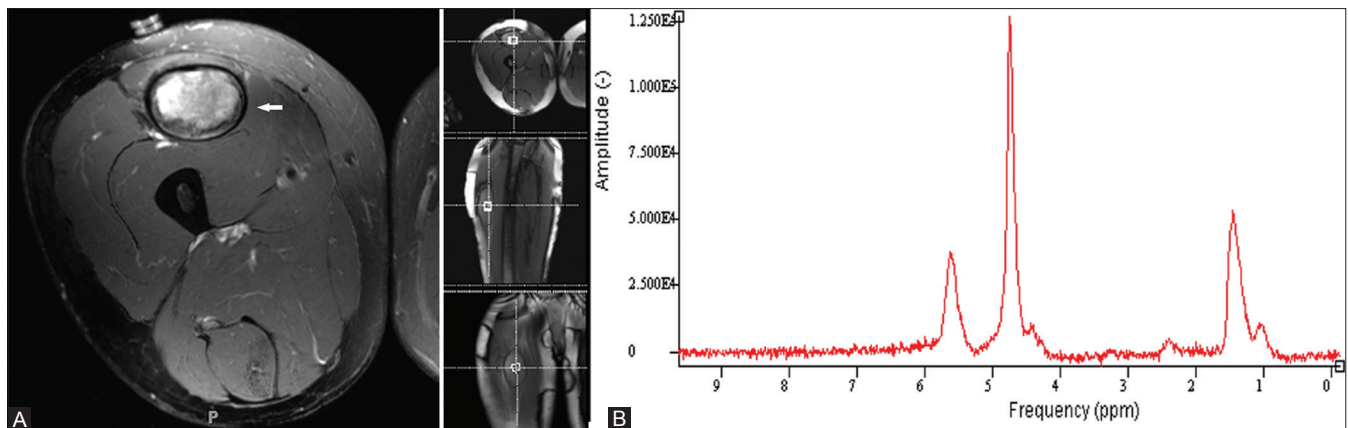 A
P
B
Amplitude (-)
1.250E5
1.000E5
7.500E4
5.000E4
2.500E4
0
9 8 7 6 5 4 3 2 1 0
Frequency (ppm)